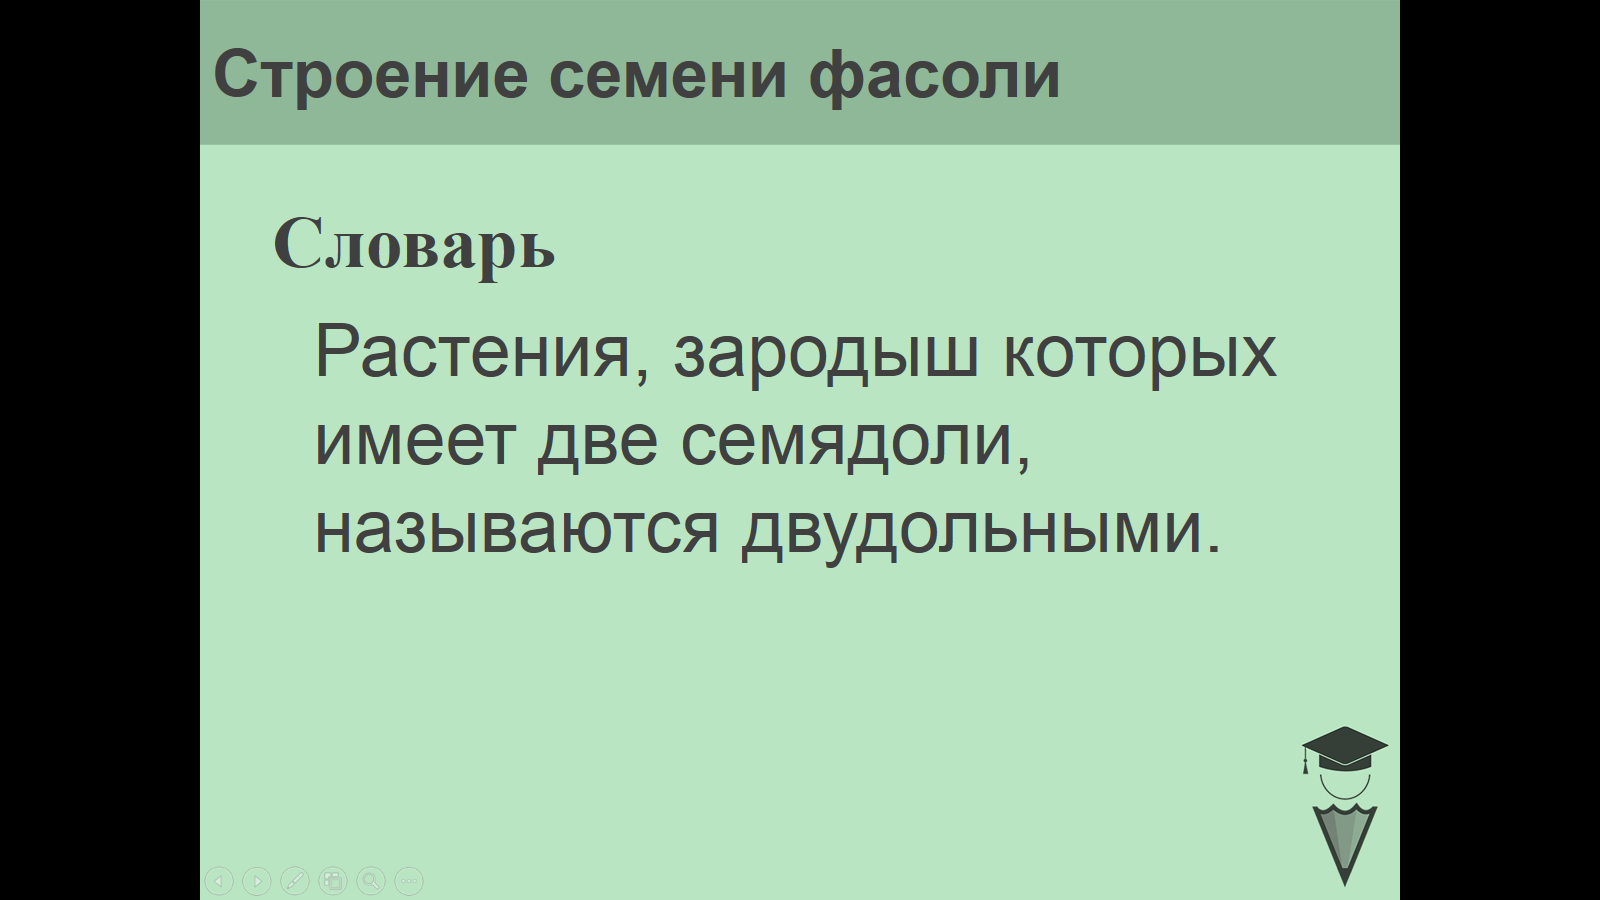 Строение семени фасоли
Словарь
Растения, зародыш которых
имеет две семядоли,
называются двудольными.